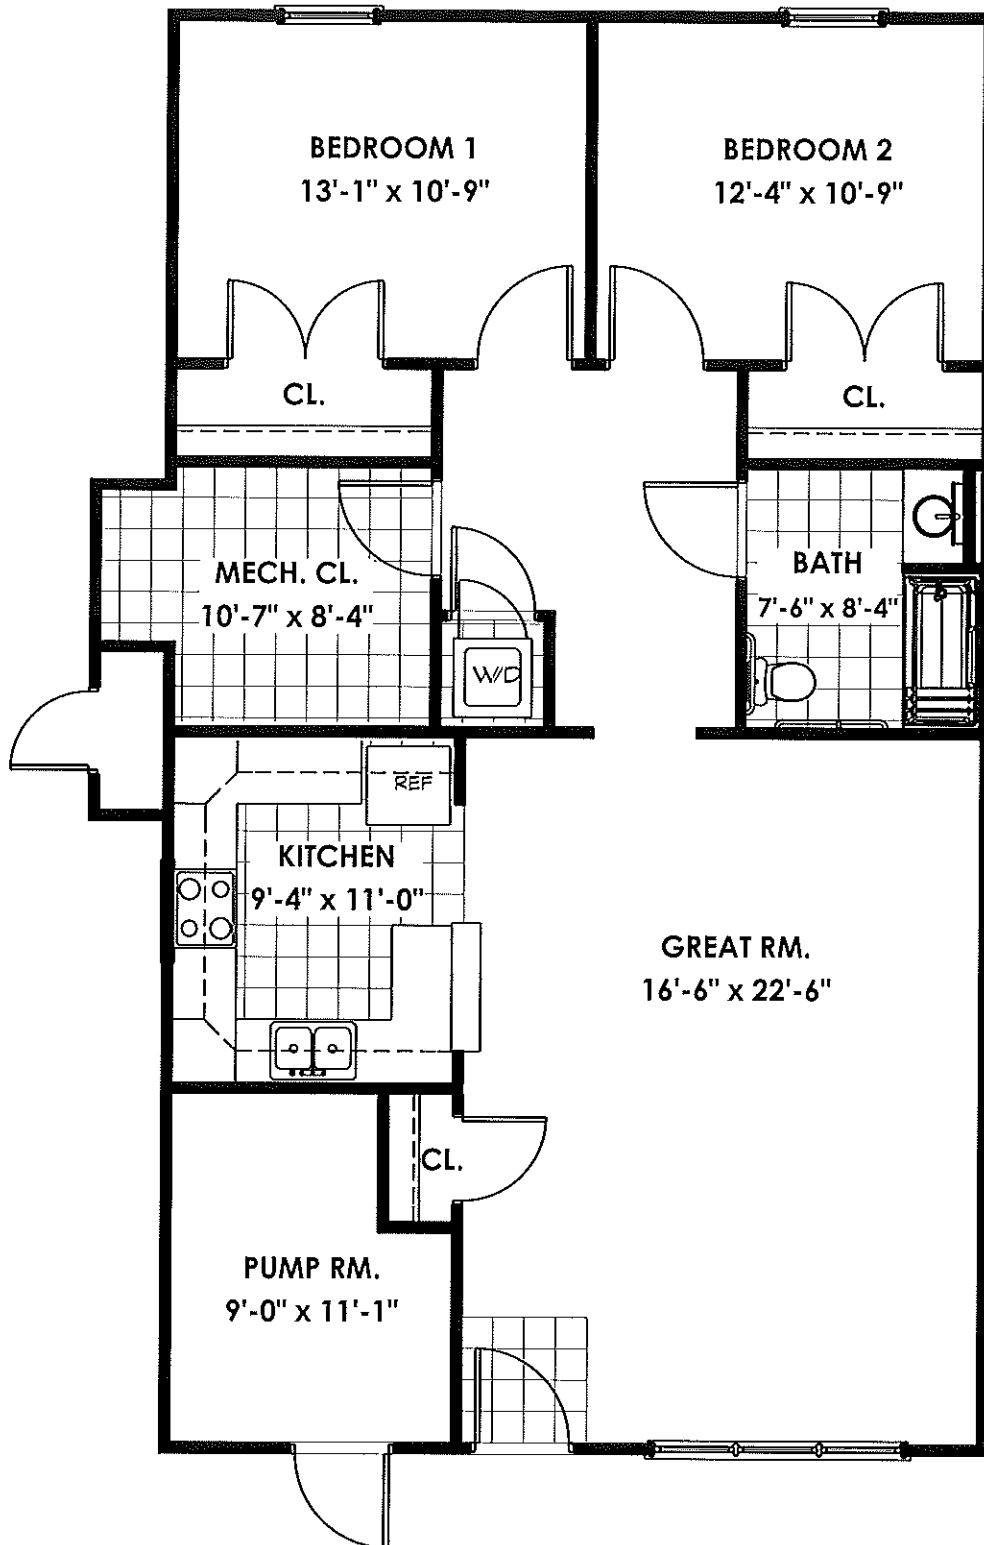 BEDROOM 1
13'-1" x 10'-9"
BEDROOM 2
12'-4" x 10'-9"
CL.
CL.
MECH. CL.
10'-7" x 8'-4"
BATH
7'-6" x 8'-4"
W/D
REF
KITCHEN
9'-4" x 11'-0"
GREAT RM.
16'-6" x 22'-6"
CL.
PUMP RM.
9'-0" x 11'-1"